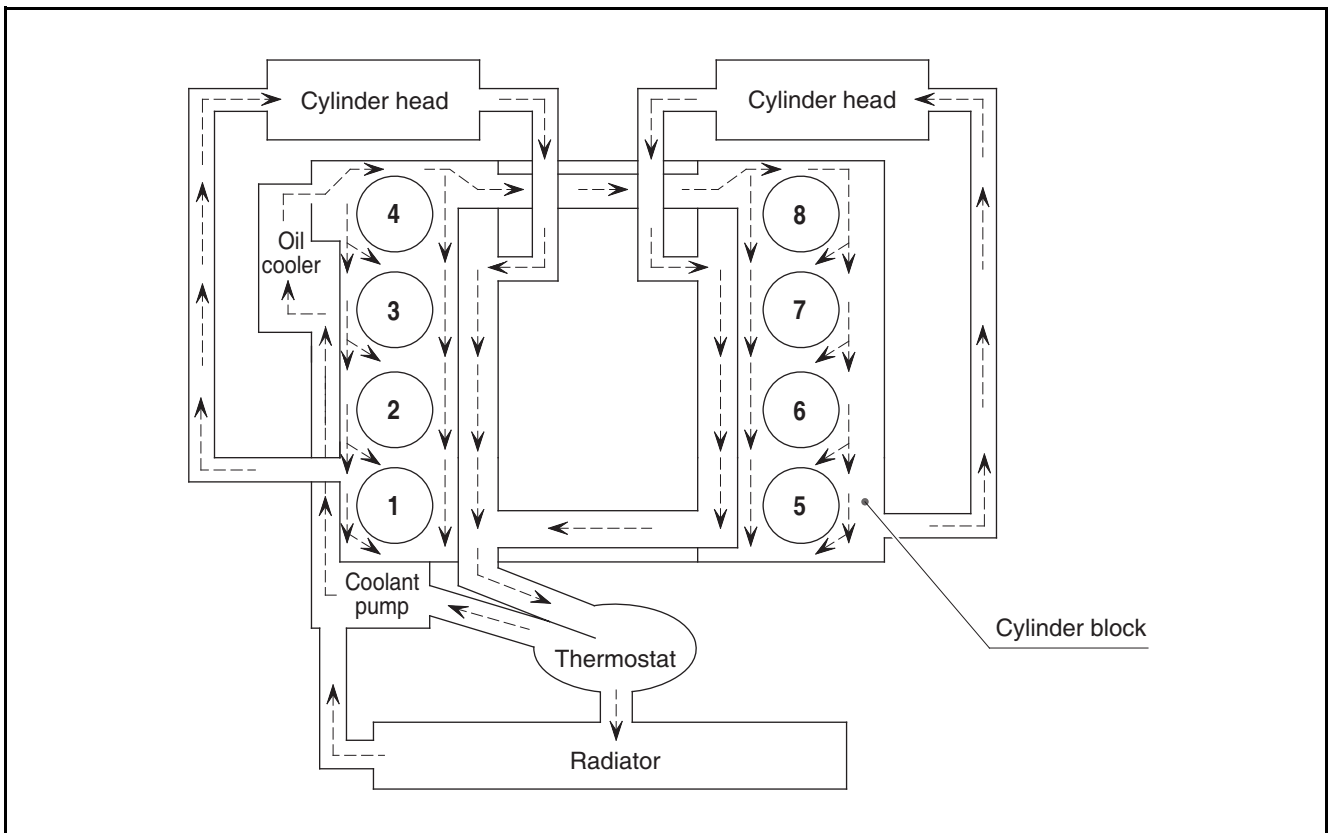 Cylinder head
Cylinder head
4
8
Oil
cooler
3
7
2
6
1
5
Coolant
pump
Cylinder block
Thermostat
Radiator